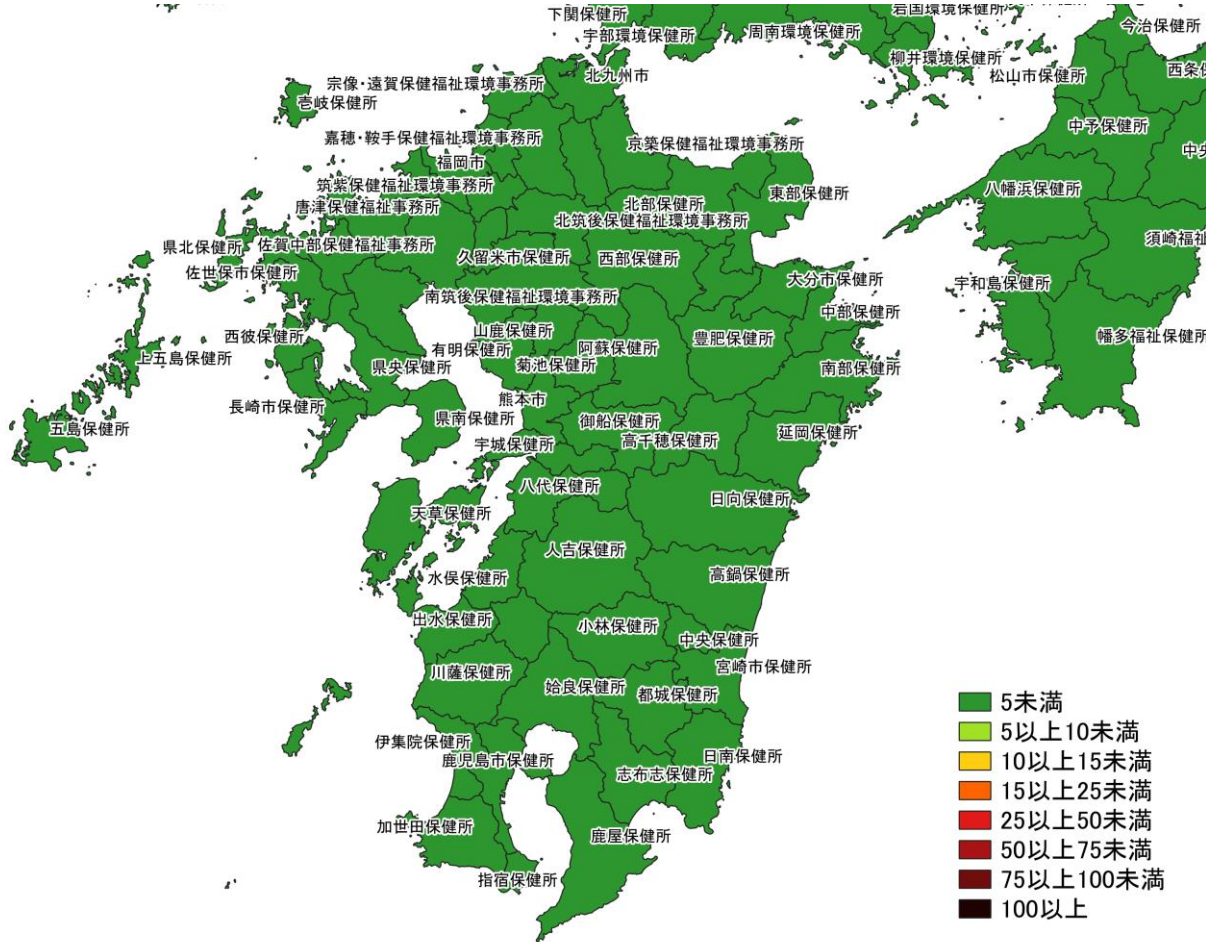 下関保健所
岩国環境保健所
宇部環境保健所
周南環境保健所
今治保健所
柳井環境保健所
松山市保健所
西条保
北九州市
宗像・遠賀保健福祉環境事務所
壱岐保健所
中予保健所
嘉穂・鞍手保健福祉環境事務所
京築保健福祉環境事務所
中央
福岡市
筑紫保健福祉環境事務所
東部保健所
八幡浜保健所
唐津保健福祉事務所
北部保健所
北筑後保健福祉環境事務所
県北保健所
佐賀中部保健福祉事務所
須崎福祉
久留米市保健所
西部保健所
佐世保市保健所
大分市保健所
宇和島保健所
南筑後保健福祉環境事務所
中部保健所
西彼保健所
山鹿保健所
豊肥保健所
幡多福祉保健所
有明保健所
阿蘇保健所
上五島保健所
県央保健所
菊池保健所
南部保健所
長崎市保健所
熊本市
県南保健所
御船保健所
五島保健所
宇城保健所
高千穂保健所
延岡保健所
八代保健所
日向保健所
天草保健所
人吉保健所
水俣保健所
高鍋保健所
出水保健所
小林保健所
中央保健所
川薩保健所
宮崎市保健所
姶良保健所
都城保健所
伊集院保健所
鹿児島市保健所
日南保健所
志布志保健所
加世田保健所
鹿屋保健所
指宿保健所
5未満
5以上10未満
10以上15未満
15以上25未満
25以上50未満
50以上75未満
75以上100未満
100以上